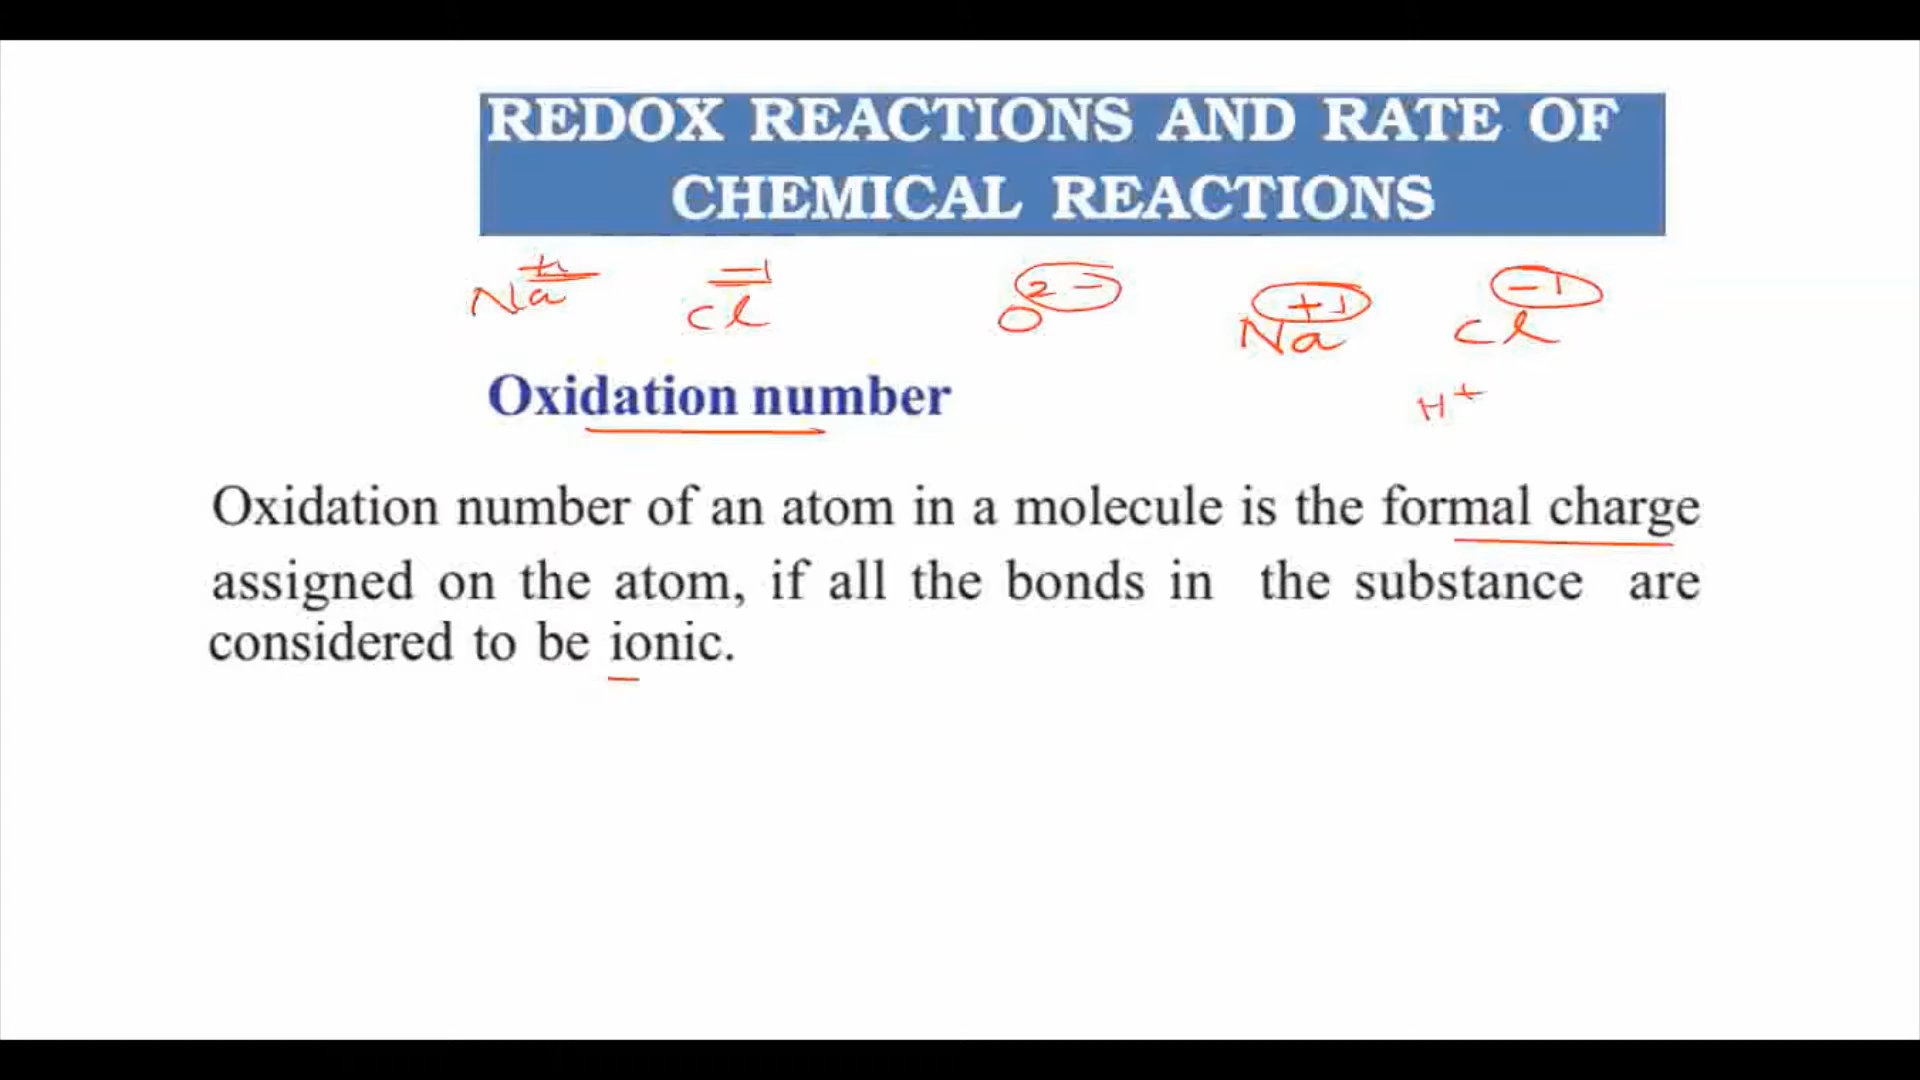 REDOX REACTIONS AND RATE OF
CHEMICAL REACTIONS
Na Cl -1 O 2- Na +1 Cl -1
Oxidation number
H+
Oxidation number of an atom in a molecule is the formal charge
assigned on the atom, if all the bonds in the substance are
considered to be ionic.